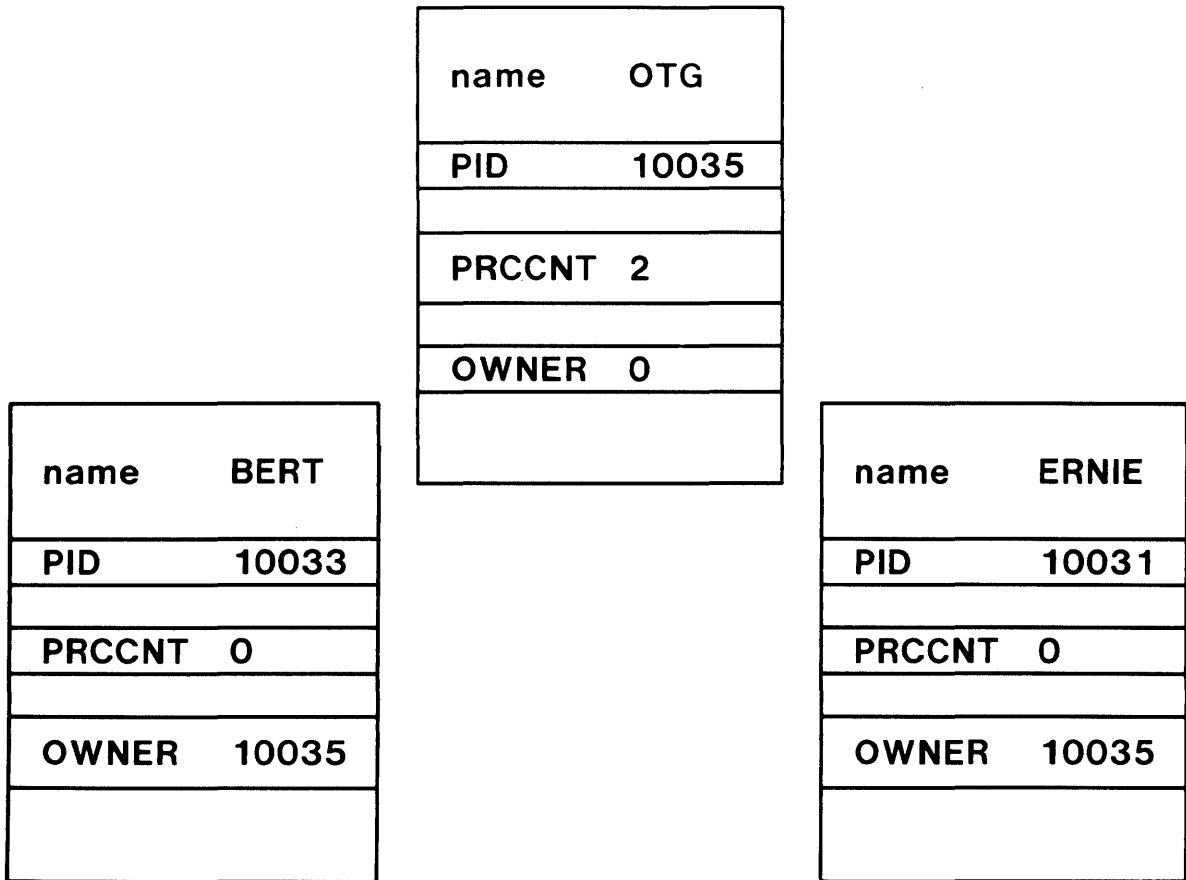 name OTG
PID 10035
PRCCNT 2
OWNER 0
name BERT
PID 10033
PRCCNT 0
OWNER 10035
name ERNIE
PID 10031
PRCCNT 0
OWNER 10035